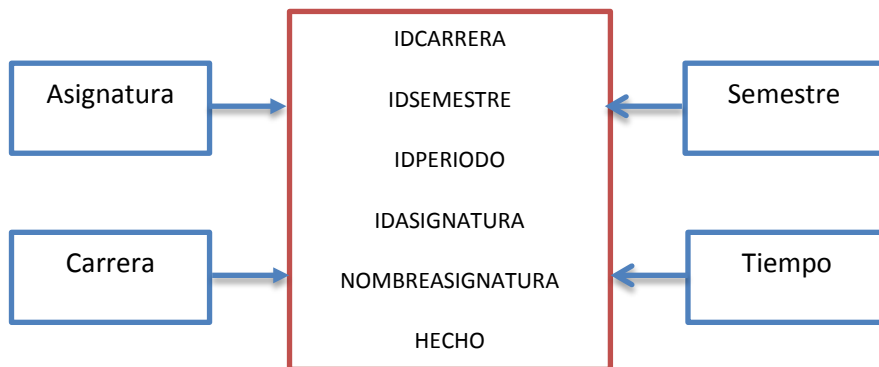 Asignatura
Carrera
IDCARRERA
IDSEMESTRE
IDPERIODO
IDASIGNATURA
NOMBREASIGNATURA
HECHO
Semestre
Tiempo